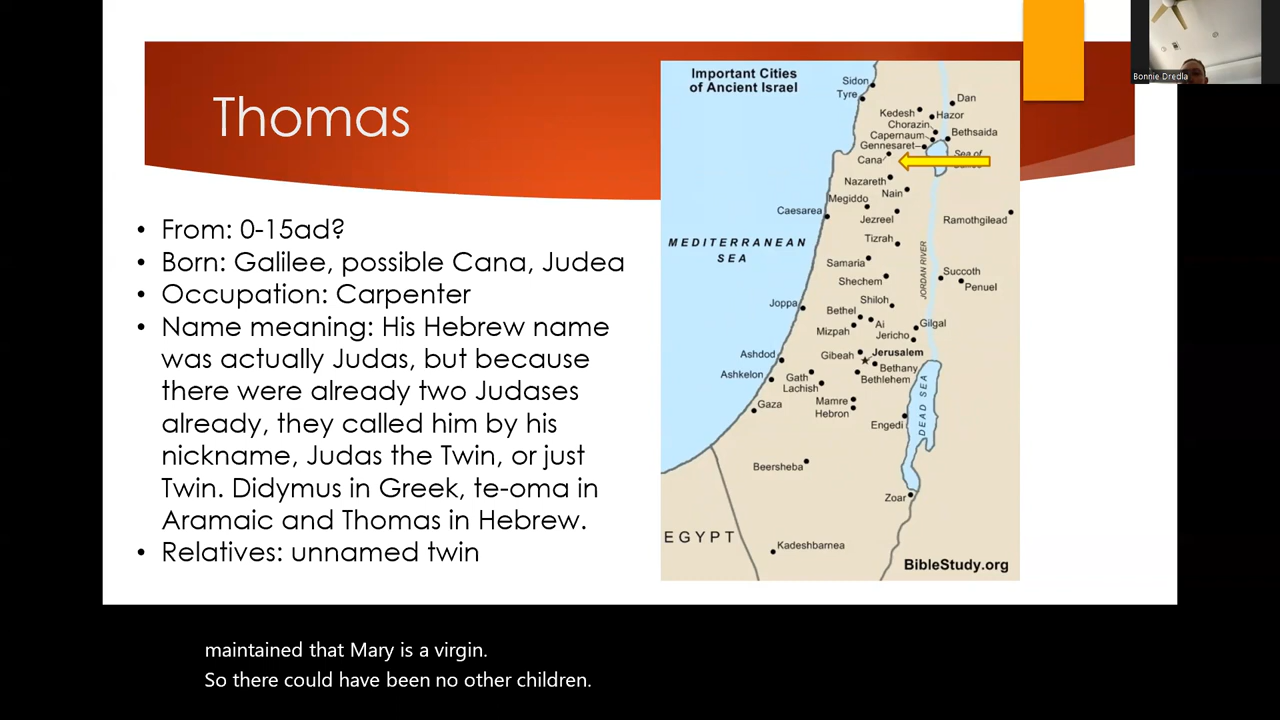 Thomas
• From: 0-15ad?
• Born: Galilee, possible Cana, Judea
• Occupation: Carpenter
• Name meaning: His Hebrew name
was actually Judas, but because
there were already two Judases
already, they called him by his
nickname, Judas the Twin, or just
Twin. Didymus in Greek, te-oma in
Aramaic and Thomas in Hebrew.
• Relatives: unnamed twin
Important Cities
of Ancient Israel
Sidon
Tyre
Dan
Kedesh
Hazor
Chorazin
Capernaum
Bethsaida
Gennesaret
Cana
Sea of
Nazareth
Nain
Megiddo
Caesarea
Jezreel
Ramothgilead
MEDITERRANEAN
SEA
Tizrah
JORDAN RIVER
Samaria
Shechem
Succoth
Penuel
Joppa
Shiloh
Bethel
Ai
Gilgal
Mizpah
Jericho
Ashdod
Gibeah
Jerusalem
Bethany
Ashkelon
Gath
Bethlehem
Lachish
Gaza
Mamre
Hebron
Engedi
DEAD SEA
Beersheba
Zoar
EGYPT
Kadeshbarnea
BibleStudy.org
Bonnie Dredla
maintained that Mary is a virgin.
So there could have been no other children.